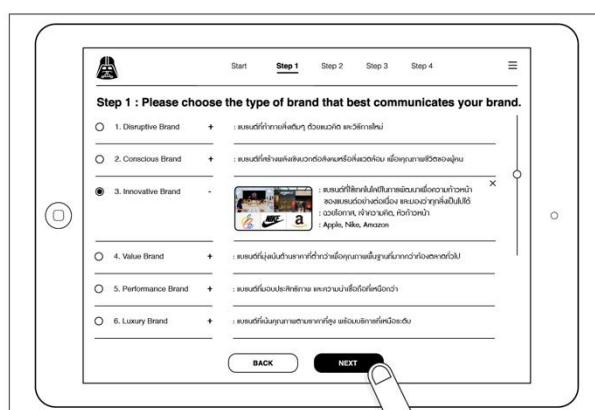 Start Step 1 Step 2 Step 3 Step 4
Step 1 : Please choose the type of brand that best communicates your brand.
1. Disruptive Brand + : แบรนด์ที่ท้าทายสิ่งเดิมๆ ด้วยแนวคิด และวิธีการใหม่
2. Conscious Brand + : แบรนด์ที่สร้างพลังเชิงบวกต่อสังคมหรือสิ่งแวดล้อม เพื่อคุณภาพชีวิตของผู้คน
3. Innovative Brand - : แบรนด์ที่ใช้เทคโนโลยีในการพัฒนาเพื่อความก้าวหน้า
ของแบรนด์อย่างต่อเนื่อง และมองว่าทุกสิ่งเป็นไปได้
: ฉวยโอกาส, เจ้าความคิด, หัวก้าวหน้า
: Apple, Nike, Amazon
NIKE a
4. Value Brand + : แบรนด์ที่มุ่งเน้นด้านราคาที่ต่ำกว่าเพื่อคุณภาพพื้นฐานที่มากกว่าท้องตลาดทั่วไป
5. Performance Brand + : แบรนด์ที่มอบประสิทธิภาพ และความน่าเชื่อถือที่เหนือกว่า
6. Luxury Brand + : แบรนด์ที่เน้นคุณภาพตามราคาที่สูง พร้อมบริการที่เหนือระดับ
BACK NEXT